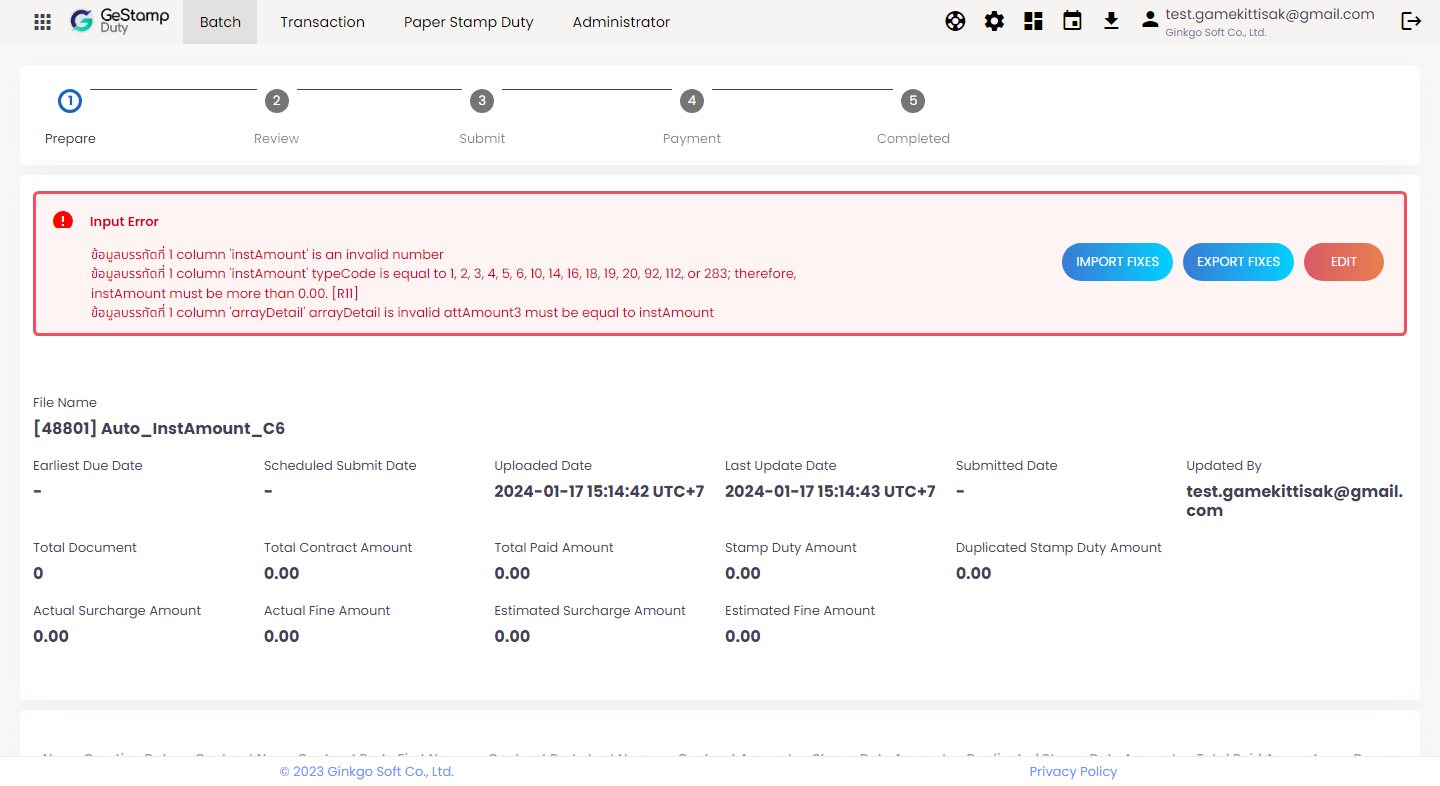 GeStamp
Duty
Batch
Transaction
Paper Stamp Duty
Administrator
test.gamekittisak@gmail.com
Ginkgo Soft Co., Ltd.
1
2
3
4
5
Prepare
Review
Submit
Payment
Completed
Input Error
ข้อมูลบรรทัดที่ 1 column 'instAmount' is an invalid number
ข้อมูลบรรทัดที่ 1 column 'instAmount' typeCode is equal to 1, 2, 3, 4, 5, 6, 10, 14, 16, 18, 19, 20, 92, 112, or 283; therefore,
instAmount must be more than 0.00. [R11]
ข้อมูลบรรทัดที่ 1 column 'arrayDetail' arrayDetail is invalid attAmount3 must be equal to instAmount
IMPORT FIXES
EXPORT FIXES
EDIT
File Name
[48801] Auto_InstAmount_C6
Earliest Due Date
Scheduled Submit Date
Uploaded Date
Last Update Date
Submitted Date
Updated By
-
-
2024-01-17 15:14:42 UTC+7
2024-01-17 15:14:43 UTC+7
-
test.gamekittisak@gmail.
com
Total Document
Total Contract Amount
Total Paid Amount
Stamp Duty Amount
Duplicated Stamp Duty Amount
0
0.00
0.00
0.00
0.00
Actual Surcharge Amount
Actual Fine Amount
Estimated Surcharge Amount
Estimated Fine Amount
0.00
0.00
0.00
0.00
© 2023 Ginkgo Soft Co., Ltd.
Privacy Policy